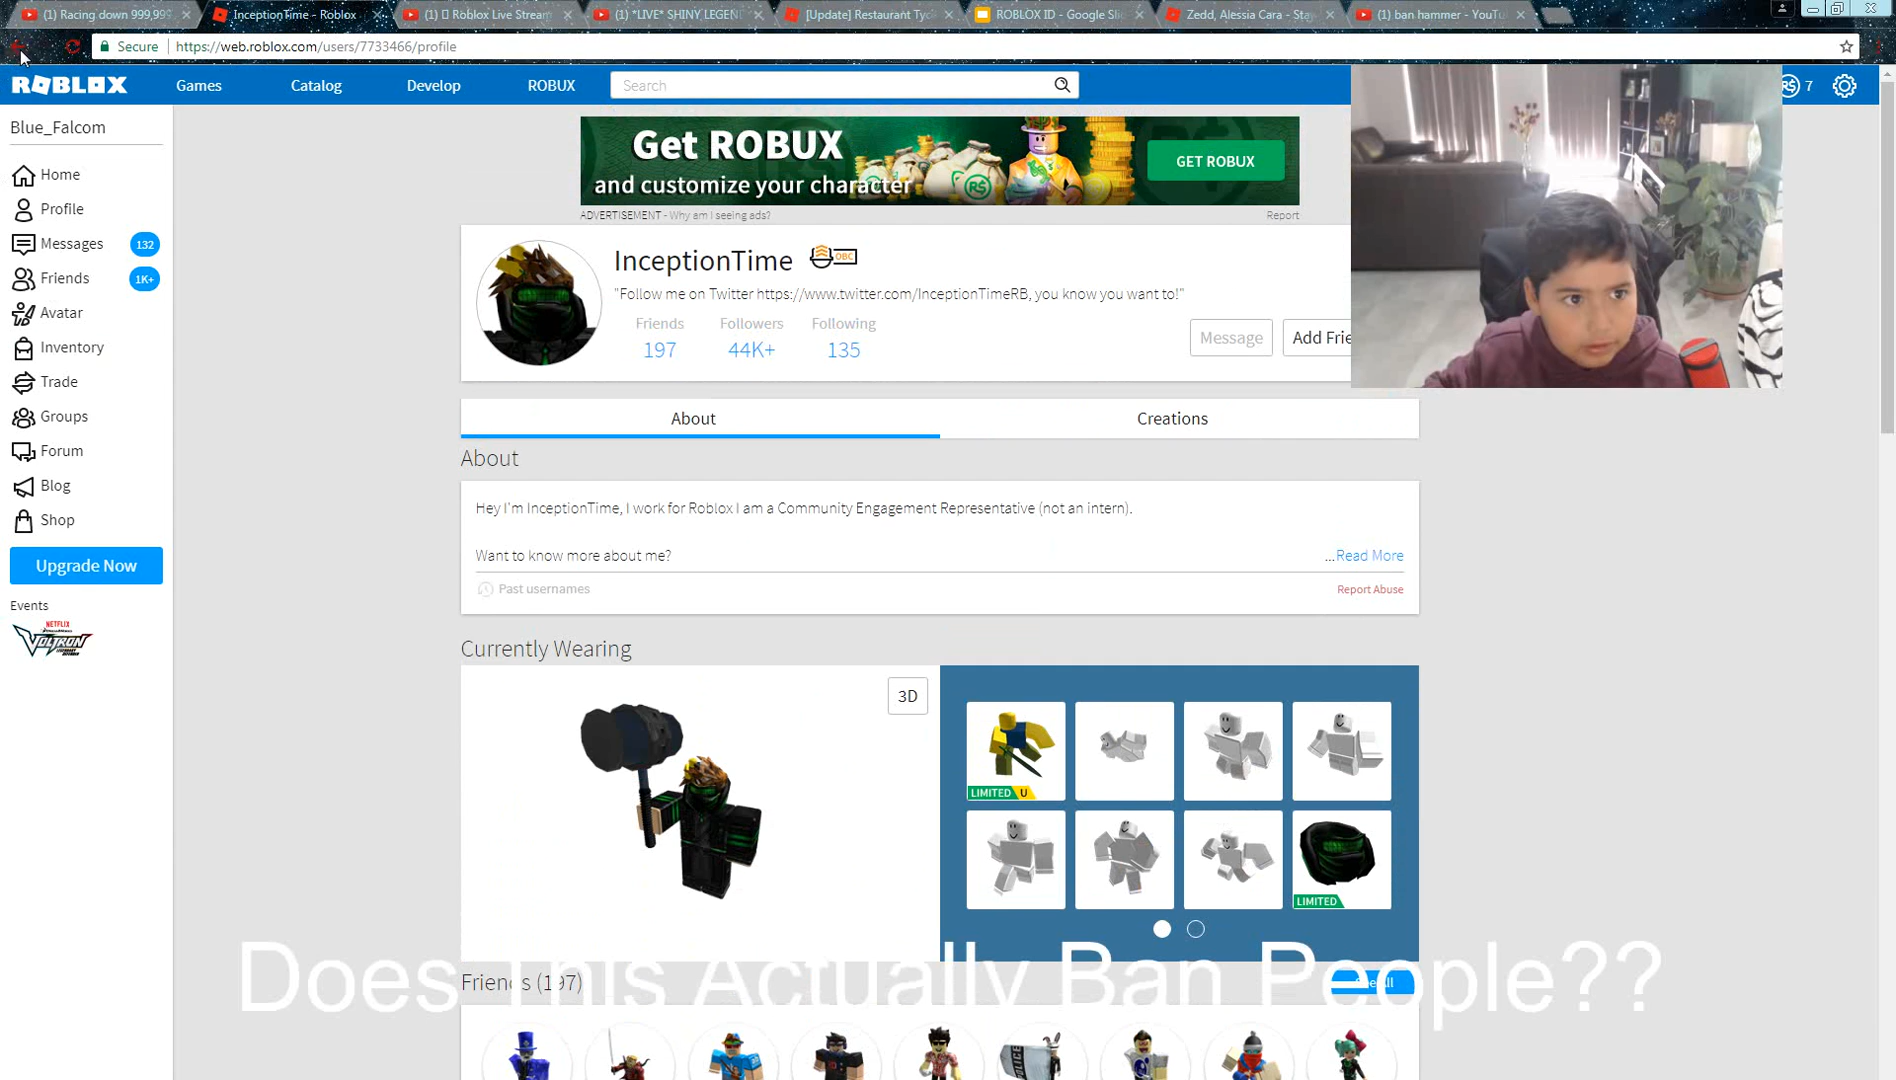 (1) Racing down 999,99
InceptionTime - Roblox
(1) Roblox Live Stream
(1) *LIVE* SHINY LEGEN
[Update] Restaurant Tyc
ROBLOX ID - Google Sli
Zedd, Alessia Cara - Sta
(1) ban hammer - YouTu
Secure https://web.roblox.com/users/7733466/profile
ROBLOX
Games
Catalog
Develop
ROBUX
Search
R$ 7
Blue_Falcom
Home
Profile
Messages 132
Friends 1K+
Avatar
Inventory
Trade
Groups
Forum
Blog
Shop
Upgrade Now
Events
NETFLIX
VOLTRON
Get ROBUX
and customize your character
R$
GET ROBUX
ADVERTISEMENT - Why am I seeing ads?
Report
InceptionTime OBC
"Follow me on Twitter https://www.twitter.com/InceptionTimeRB, you know you want to!"
Friends Followers Following
197 44K+ 135
Message
Add Frie
About
Creations
About
Hey I'm InceptionTime, I work for Roblox I am a Community Engagement Representative (not an intern).
Want to know more about me?
...Read More
Past usernames
Report Abuse
Currently Wearing
3D
LIMITED U
LIMITED
Friends (197)
Does This Actually Ban People??
POLICE